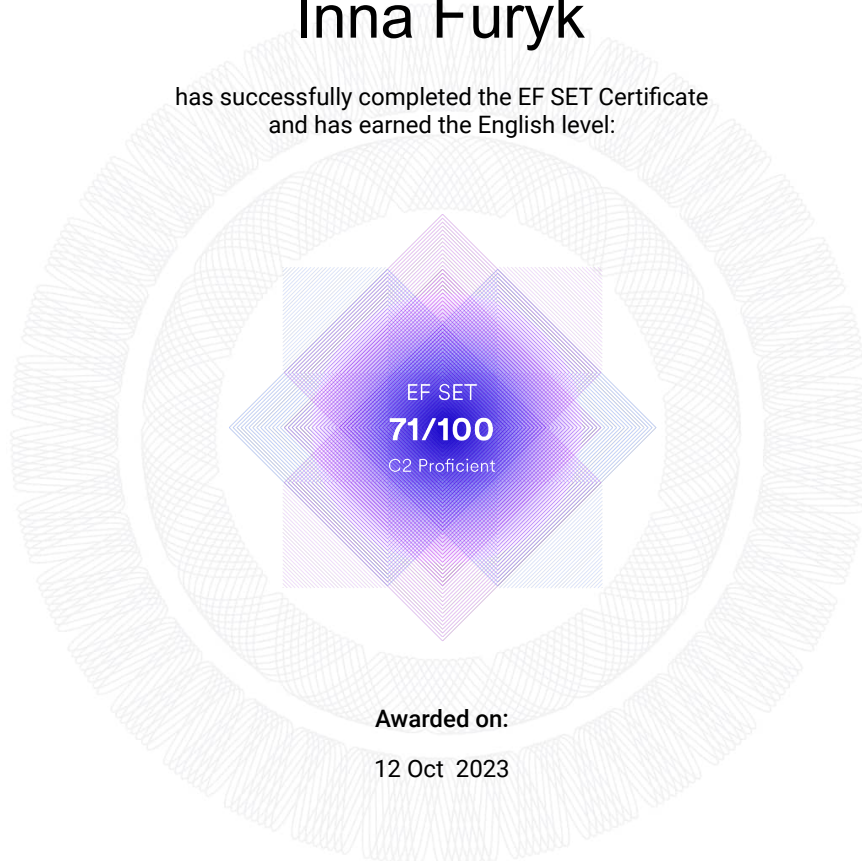 Inna Furyk
has successfully completed the EF SET Certificate
and has earned the English level:
EF SET
71/100
C2 Proficient
Awarded on:
12 Oct 2023